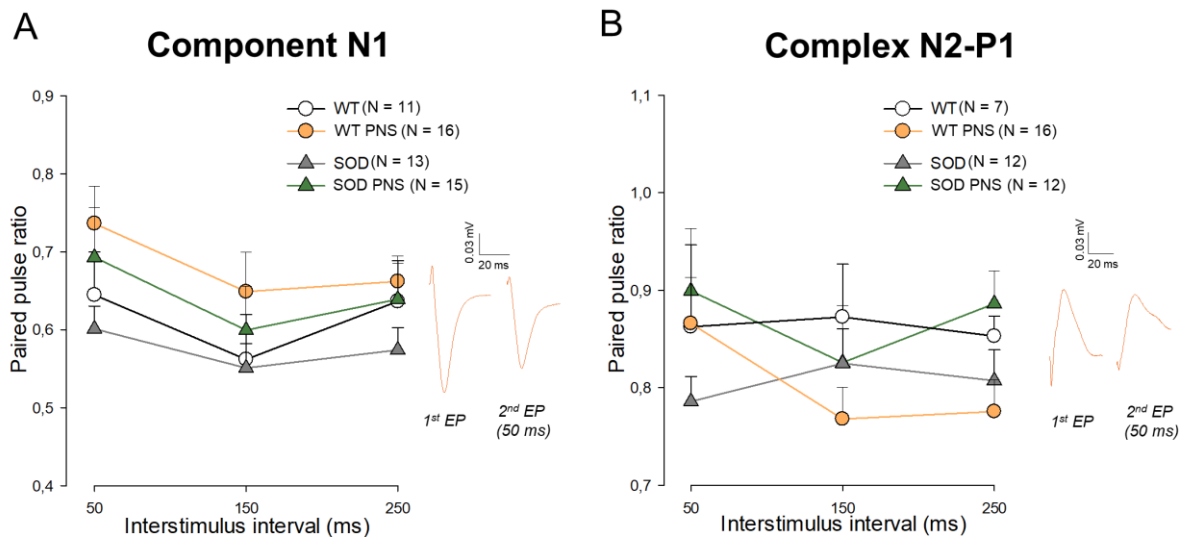 A
Component N1
0,9
0,8
0,7
0,6
0,5
0,4
Paired pulse ratio
50
150
250
Interstimulus interval (ms)
WT (N = 11)
WT PNS (N = 16)
SOD (N = 13)
SOD PNS (N = 15)
0.03 mV
20 ms
1st EP
2nd EP
(50 ms)
B
Complex N2-P1
1,1
1,0
0,9
0,8
0,7
Paired pulse ratio
50
150
250
Interstimulus interval (ms)
WT (N = 7)
WT PNS (N = 16)
SOD (N = 12)
SOD PNS (N = 12)
0.03 mV
20 ms
1st EP
2nd EP
(50 ms)